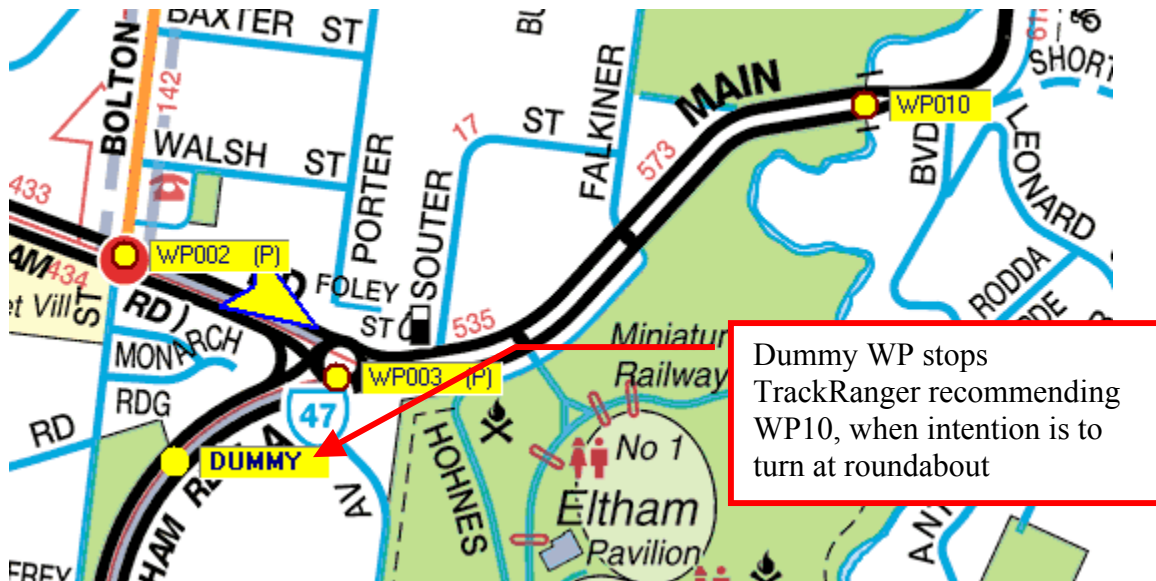 BAXTER ST
BOLTON
142
WALSH ST
PORTER
SOUTER
17
ST
FALKINER
MAIN
573
WP010
SHORT
BVD
LEONARD
433
434
WP002 (P)
RD
FOLEY
ST
535
RD
ST
MONARCH
RDG
RD
WP003 (P)
47
DUMMY
AV
HOHNES
Miniatur
Railway
No 1
Eltham
Pavilion
RODDA
Dummy WP stops
TrackRanger recommending
WP10, when intention is to
turn at roundabout